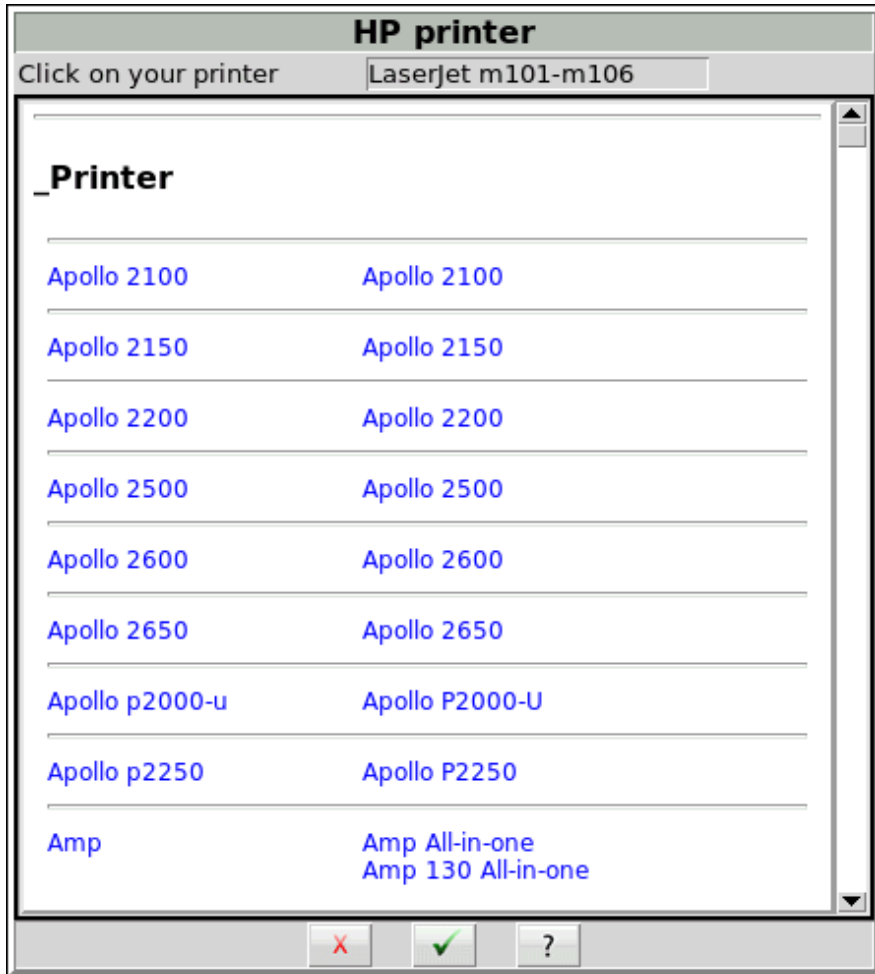 HP printer
Click on your printer LaserJet m101-m106
_Printer
Apollo 2100 Apollo 2100
Apollo 2150 Apollo 2150
Apollo 2200 Apollo 2200
Apollo 2500 Apollo 2500
Apollo 2600 Apollo 2600
Apollo 2650 Apollo 2650
Apollo p2000-u Apollo P2000-U
Apollo p2250 Apollo P2250
Amp Amp All-in-one
Amp 130 All-in-one
X ✓ ?